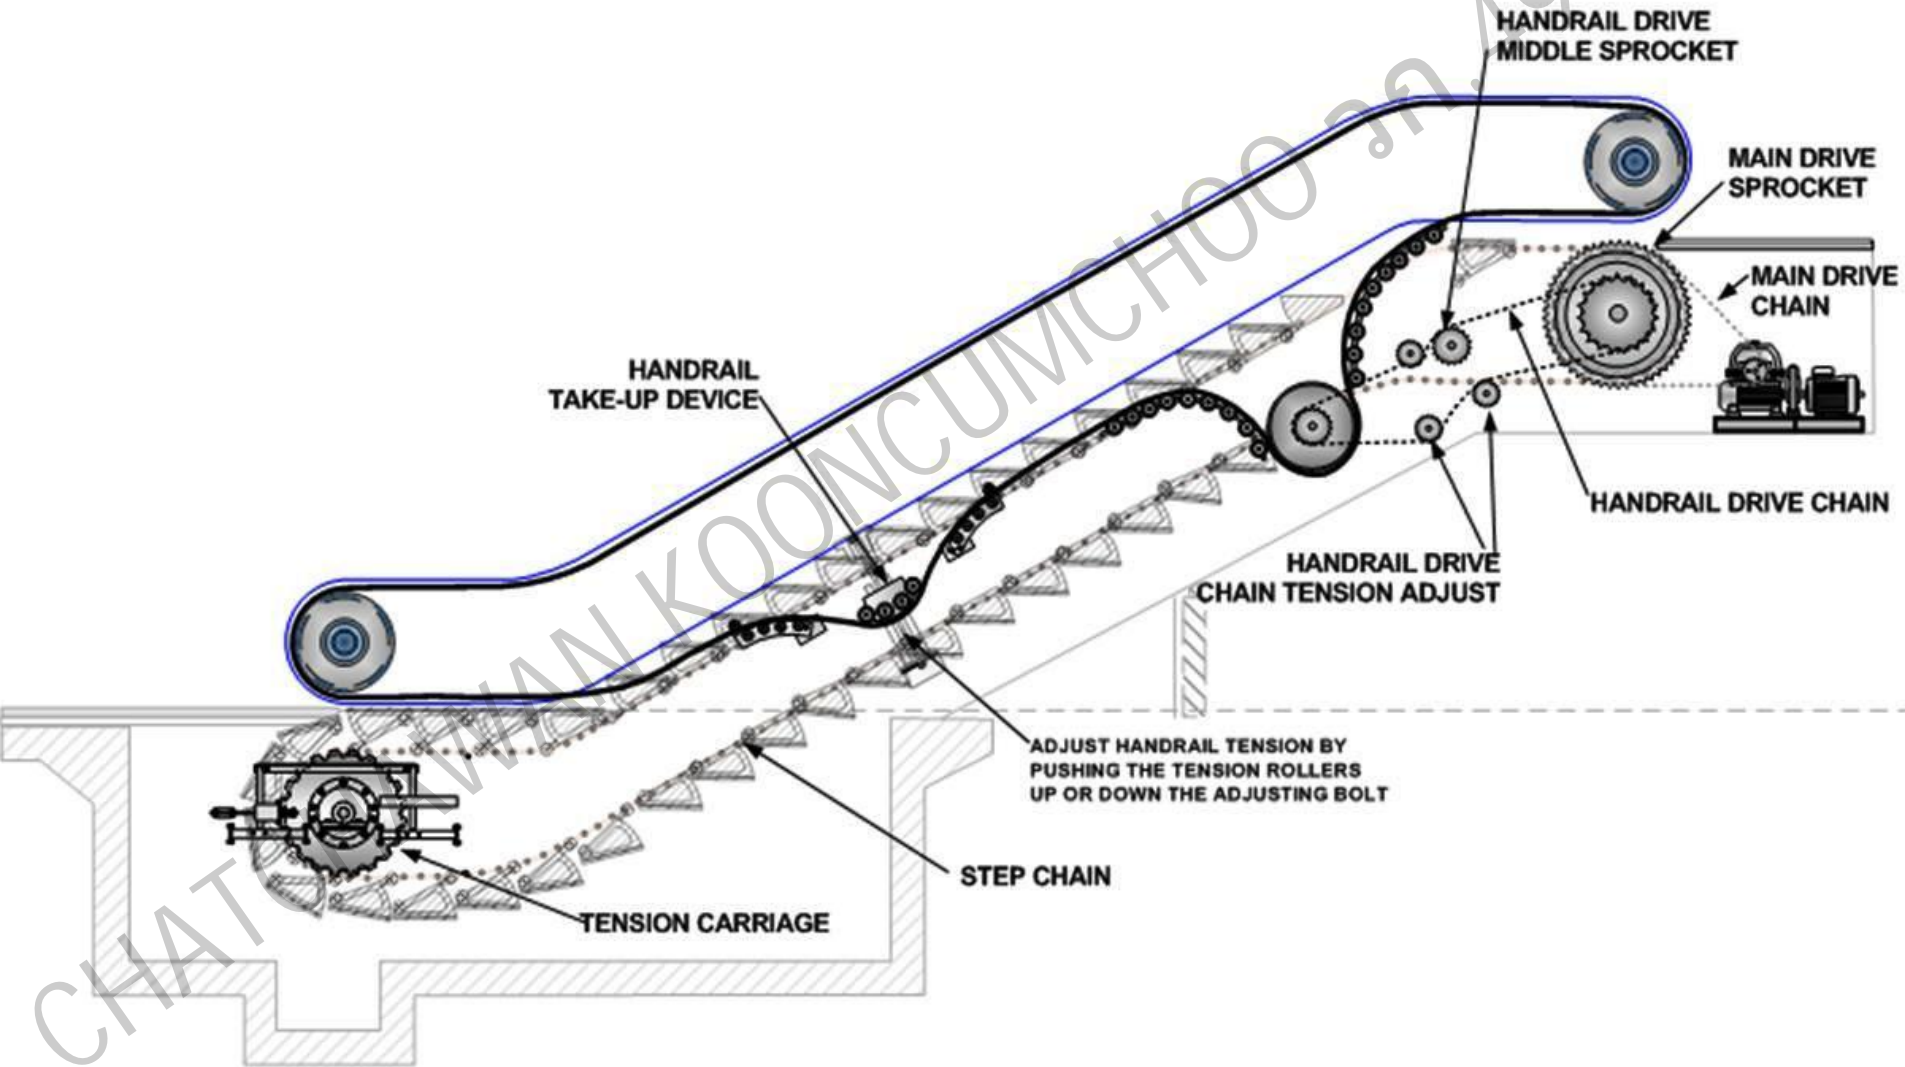 HANDRAIL DRIVE
MIDDLE SPROCKET
MAIN DRIVE
SPROCKET
MAIN DRIVE
CHAIN
HANDRAIL
TAKE-UP DEVICE
HANDRAIL DRIVE CHAIN
HANDRAIL DRIVE
CHAIN TENSION ADJUST
ADJUST HANDRAIL TENSION BY
PUSHING THE TENSION ROLLERS
UP OR DOWN THE ADJUSTING BOLT
STEP CHAIN
TENSION CARRIAGE
KOONCUMCHOO วก.